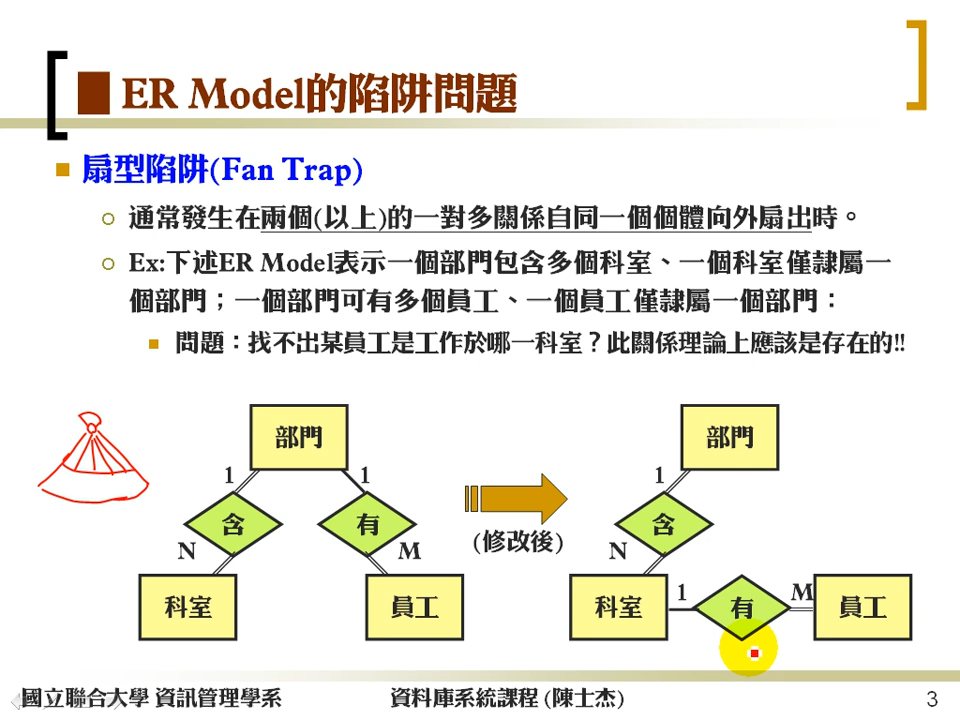 ER Model的陷阱問題
扇型陷阱(Fan Trap)
通常發生在兩個(以上)的一對多關係自同一個個體向外扇出時。
Ex:下述ER Model表示一個部門包含多個科室、一個科室僅隸屬一
個部門；一個部門可有多個員工、一個員工僅隸屬一個部門：
問題：找不出某員工是工作於哪一科室？此關係理論上應該是存在的!!
部門
1
1
含
有
N
M
科室
員工
(修改後)
部門
1
含
N
科室
1
有
M
員工
國立聯合大學 資訊管理學系
資料庫系統課程 (陳士杰)
3